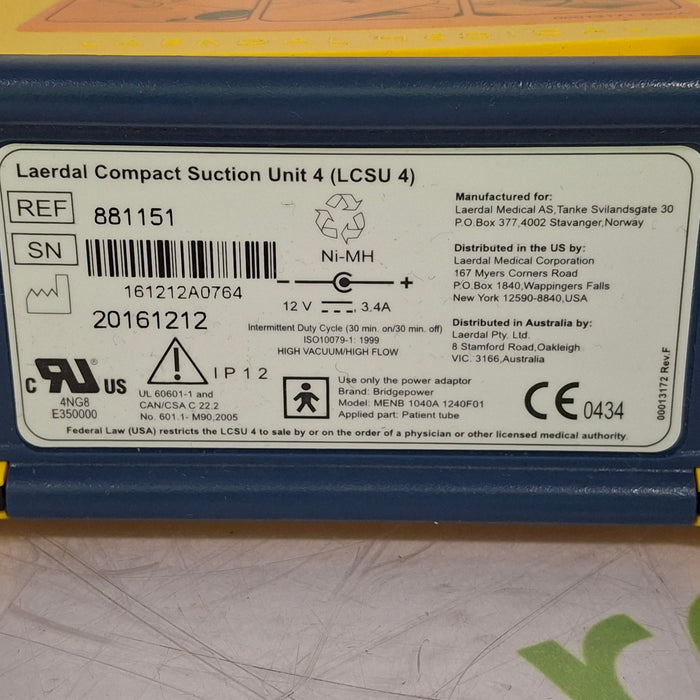 LAERDAL MEDICAL
Laerdal Compact Suction Unit 4 (LCSU 4)
REF 881151
SN
161212A0764
20161212
Ni-MH
- +
12 V 3.4A
Intermittent Duty Cycle (30 min. on/30 min. off)
ISO10079-1: 1999
HIGH VACUUM/HIGH FLOW
Manufactured for:
Laerdal Medical AS,Tanke Svilandsgate 30
P.O.Box 377,4002 Stavanger,Norway
Distributed in the US by:
Laerdal Medical Corporation
167 Myers Corners Road
P.O.Box 1840,Wappingers Falls
New York 12590-8840,USA
Distributed in Australia by:
Laerdal Pty. Ltd.
8 Stamford Road,Oakleigh
VIC. 3166,Australia
C UR US ®
4NG8
E350000
IP12
UL 60601-1 and
CAN/CSA C 22.2
No. 601.1- M90,2005
Use only the power adaptor
Brand: Bridgepower
Model: MENB 1040A 1240F01
Applied part: Patient tube
CE 0434
00013172 Rev.F
Federal Law (USA) restricts the LCSU 4 to sale by or on the order of a physician or other licensed medical authority.